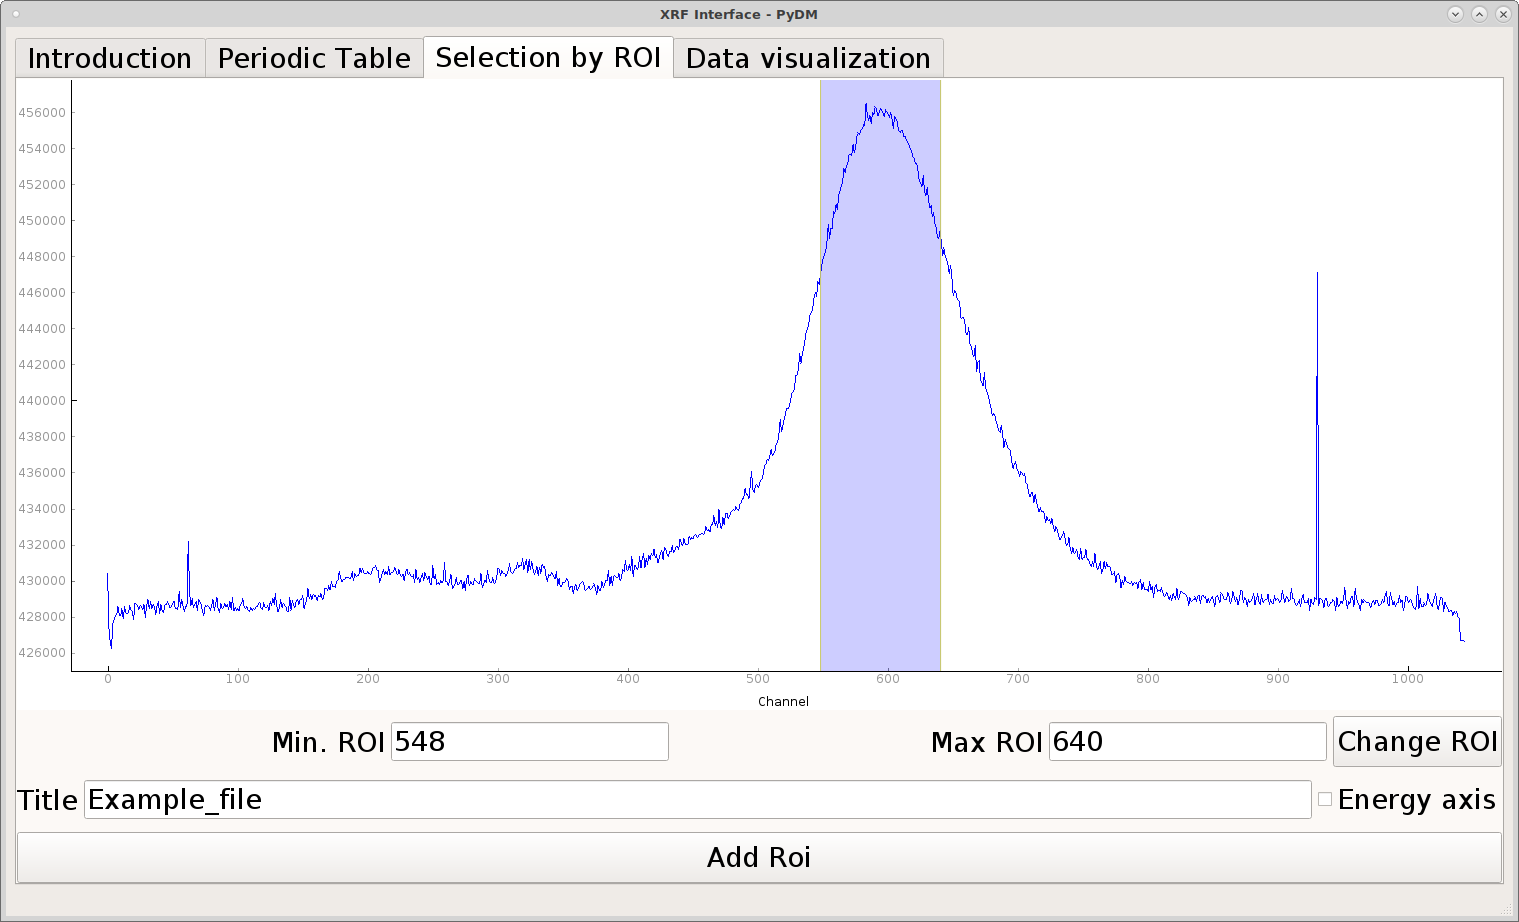 XRF Interface - PyDM
Introduction Periodic Table Selection by ROI Data visualization
456000
454000
452000
450000
448000
446000
444000
442000
440000
438000
436000
434000
432000
430000
428000
426000
0 100 200 300 400 500 600 700 800 900 1000
Channel
Min. ROI 548 Max ROI 640 Change ROI
Title Example_file Energy axis
Add Roi